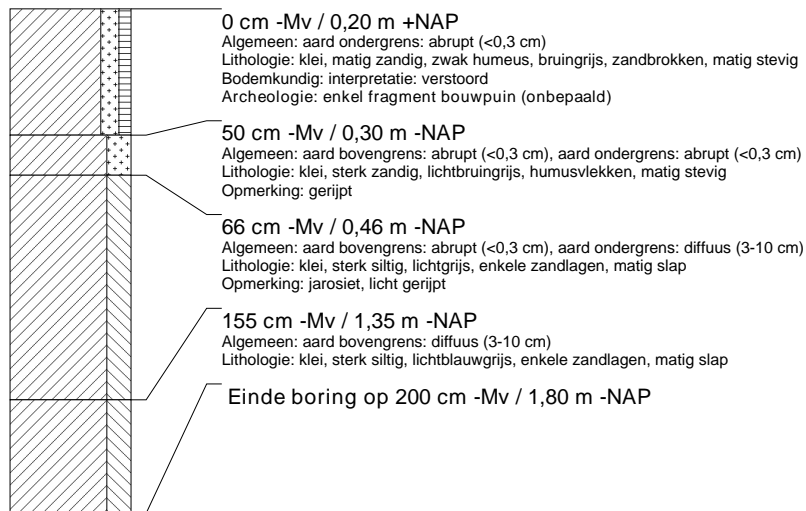 0 cm -Mv / 0,20 m +NAP
Algemeen: aard ondergrens: abrupt (<0,3 cm)
Lithologie: klei, matig zandig, zwak humeus, bruingrijs, zandbrokken, matig stevig
Bodemkundig: interpretatie: verstoord
Archeologie: enkel fragment bouwpuin (onbepaald)
50 cm -Mv / 0,30 m -NAP
Algemeen: aard bovengrens: abrupt (<0,3 cm), aard ondergrens: abrupt (<0,3 cm)
Lithologie: klei, sterk zandig, lichtbruingrijs, humusvlekken, matig stevig
Opmerking: gerijpt
66 cm -Mv / 0,46 m -NAP
Algemeen: aard bovengrens: abrupt (<0,3 cm), aard ondergrens: diffuus (3-10 cm)
Lithologie: klei, sterk siltig, lichtgrijs, enkele zandlagen, matig slap
Opmerking: jarosiet, licht gerijpt
155 cm -Mv / 1,35 m -NAP
Algemeen: aard bovengrens: diffuus (3-10 cm)
Lithologie: klei, sterk siltig, lichtblauwgrijs, enkele zandlagen, matig slap
Einde boring op 200 cm -Mv / 1,80 m -NAP